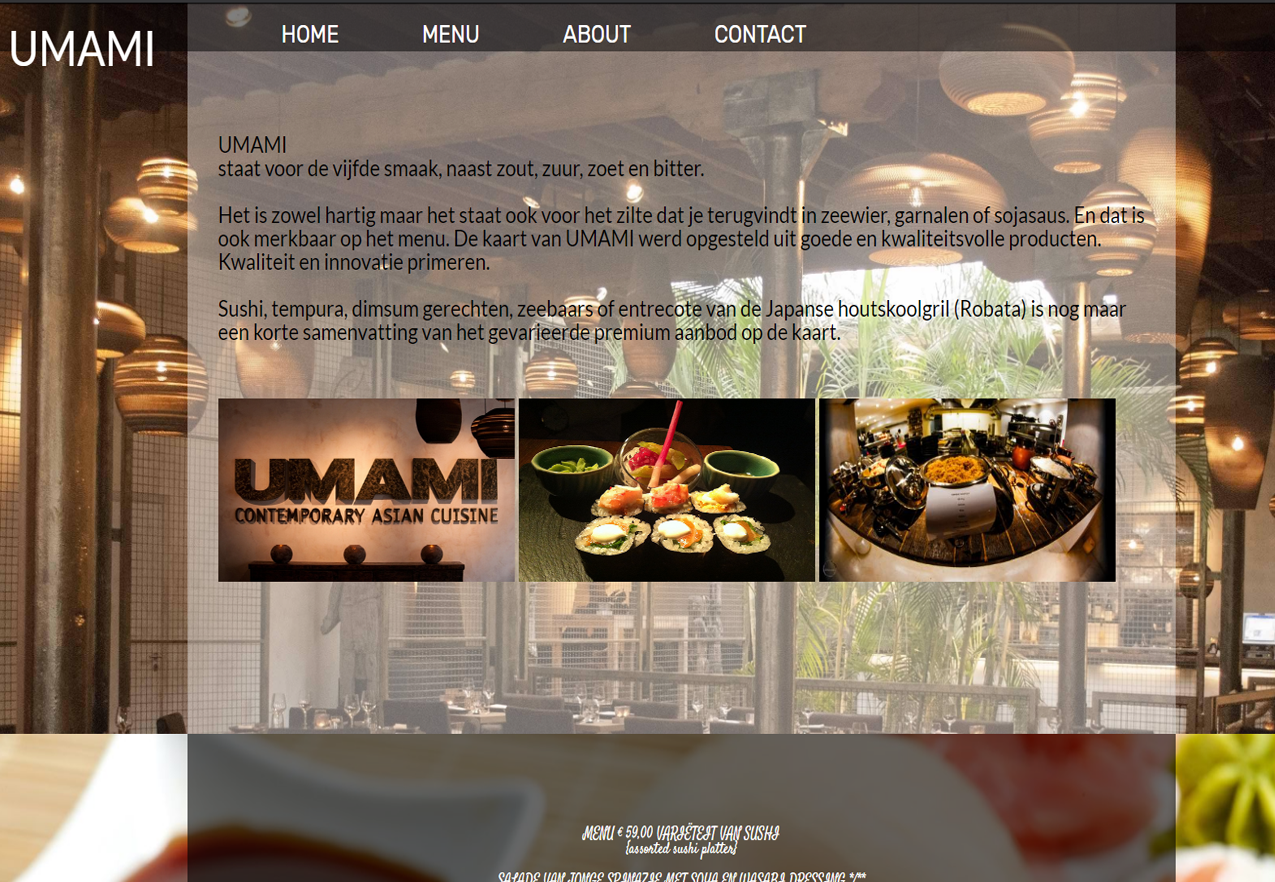 UMAMI
HOME MENU ABOUT CONTACT
UMAMI
staat voor de vijfde smaak, naast zout, zuur, zoet en bitter.
Het is zowel hartig maar het staat ook voor het zilte dat je terugvindt in zeewier, garnalen of sojasaus. En dat is
ook merkbaar op het menu. De kaart van UMAMI werd opgesteld uit goede en kwaliteitsvolle producten.
Kwaliteit en innovatie primeren.
Sushi, tempura, dimsum gerechten, zeebaars of entrecote van de Japanse houtskoolgril (Robata) is nog maar
een korte samenvatting van het gevarieerde premium aanbod op de kaart.
UMAMI
CONTEMPORARY ASIAN CUISINE
MENU € 59,00 VARIËTEIT VAN SUSHI
(assorted sushi platter)
SALADE VAN JONGE SPINAZIE MET SOYA EN WASABI DRESSING */**